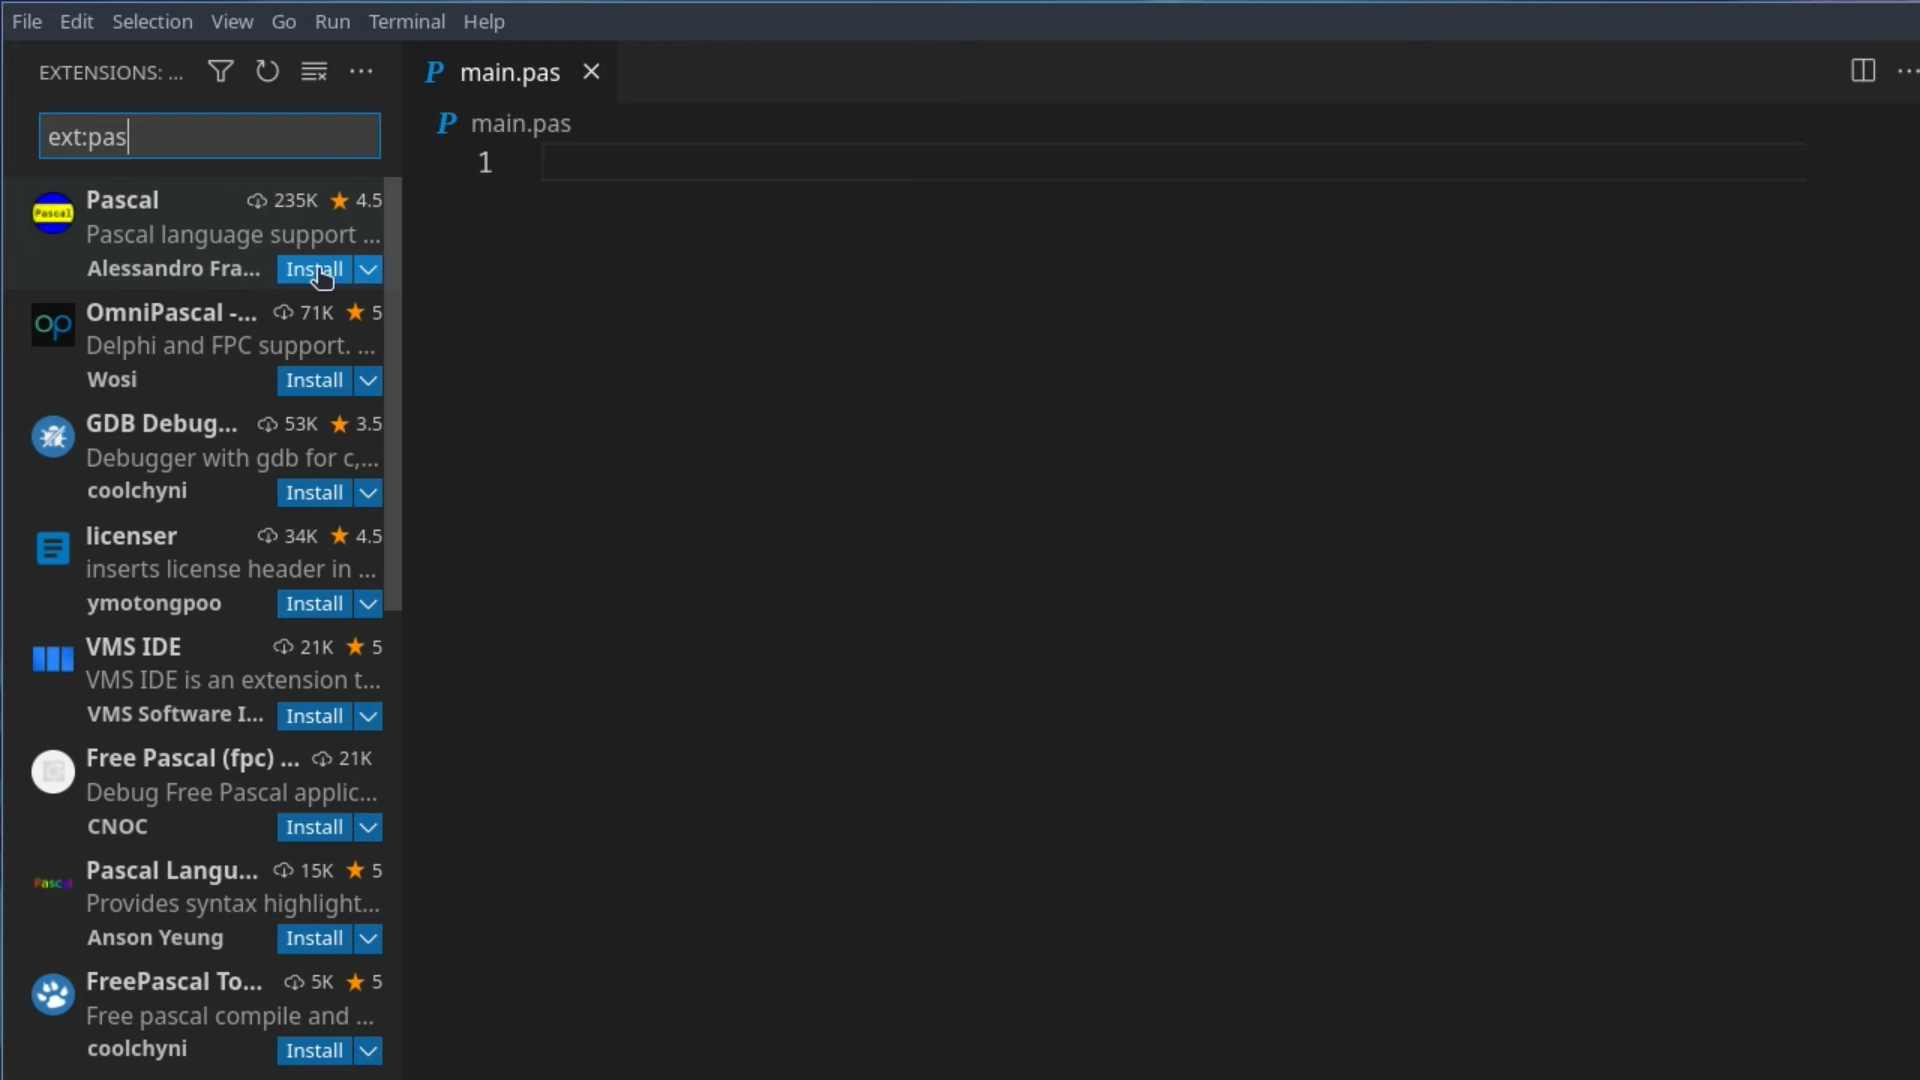 File Edit Selection View Go Run Terminal Help
EXTENSIONS: ...
main.pas
ext:pas
main.pas
1
Pascal
Pascal 235K 4.5
Pascal language support ...
Alessandro Fra... Install
op
OmniPascal -... 71K 5
Delphi and FPC support. ...
Wosi Install
GDB Debug... 53K 3.5
Debugger with gdb for c,...
coolchyni Install
licenser 34K 4.5
inserts license header in ...
ymotongpoo Install
VMS IDE 21K 5
VMS IDE is an extension t...
VMS Software I... Install
Free Pascal (fpc) ... 21K
Debug Free Pascal applic...
CNOC Install
Pascal
Pascal Langu... 15K 5
Provides syntax highlight...
Anson Yeung Install
FreePascal To... 5K 5
Free pascal compile and ...
coolchyni Install